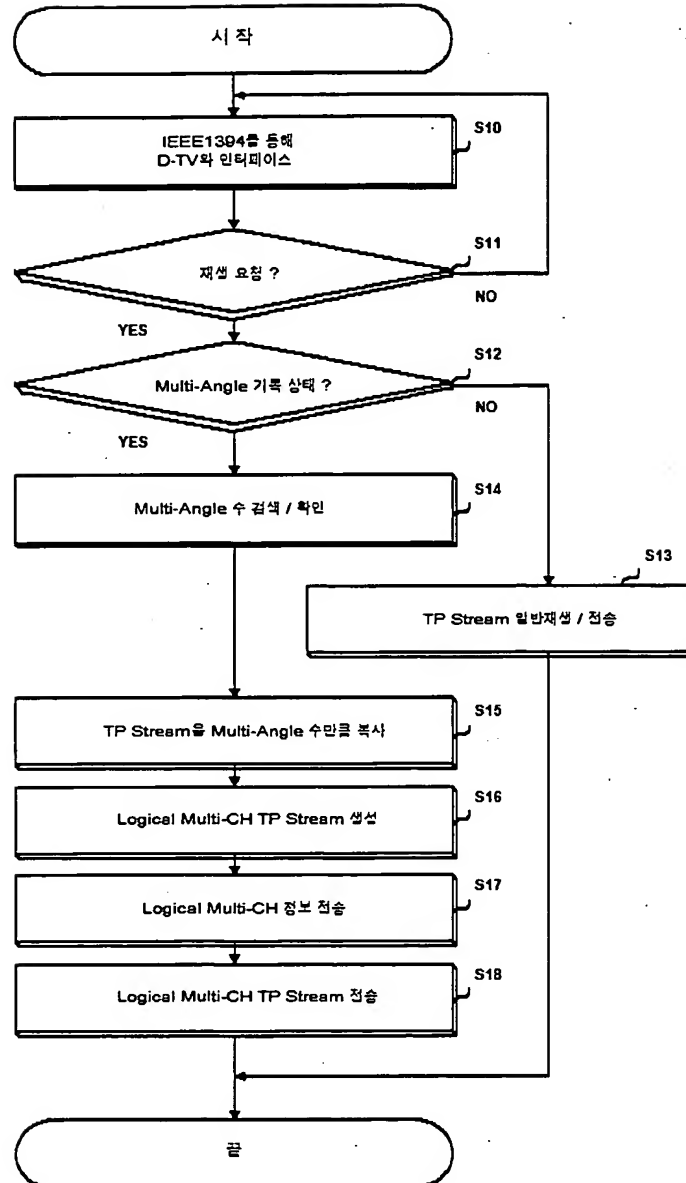 시 작
IEEE1394를 통해
D-TV와 인터페이스
S10
재생 요청 ?
S11
NO
YES
Multi-Angle 기록 상태 ?
S12
NO
YES
Multi-Angle 수 검색 / 확인
S14
S13
TP Stream 일반재생 / 전송
TP Stream을 Multi-Angle 수만큼 복사
S15
Logical Multi-CH TP Stream 생성
S16
Logical Multi-CH 정보 전송
S17
Logical Multi-CH TP Stream 전송
S18
끝